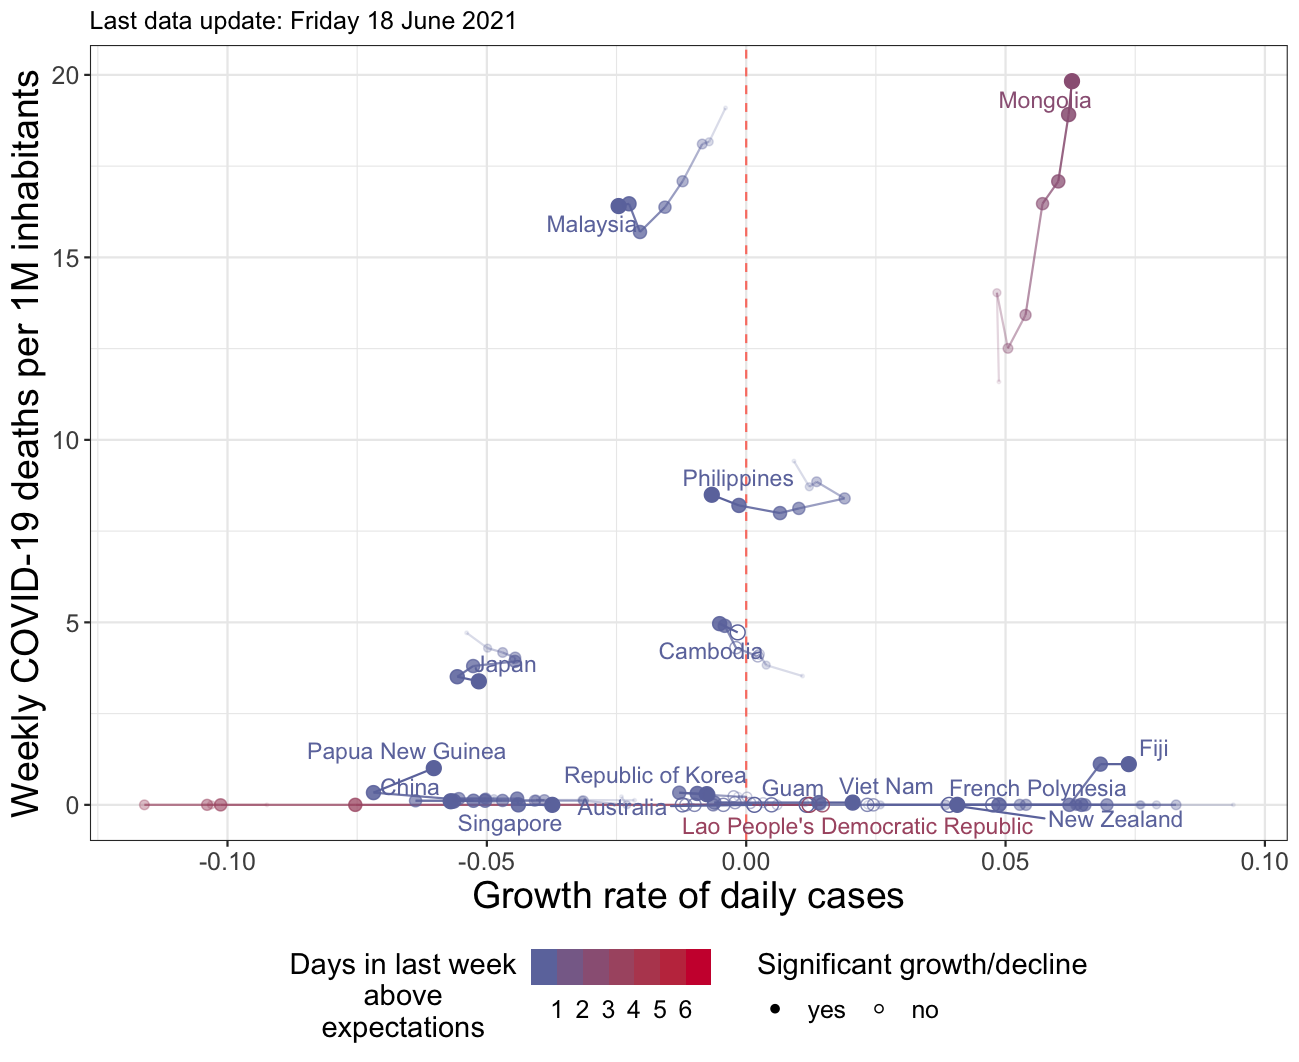 Last data update: Friday 18 June 2021
Weekly COVID-19 deaths per 1M inhabitants
20
15
10
5
0
Mongolia
Malaysia
Philippines
Cambodia
Japan
Papua New Guinea
Fiji
China
Republic of Korea
Guam
Viet Nam
French Polynesia
Australia
Singapore
Lao People's Democratic Republic
New Zealand
-0.10
-0.05
0.00
0.05
0.10
Growth rate of daily cases
Days in last week
above
expectations
1 2 3 4 5 6
Significant growth/decline
yes
no